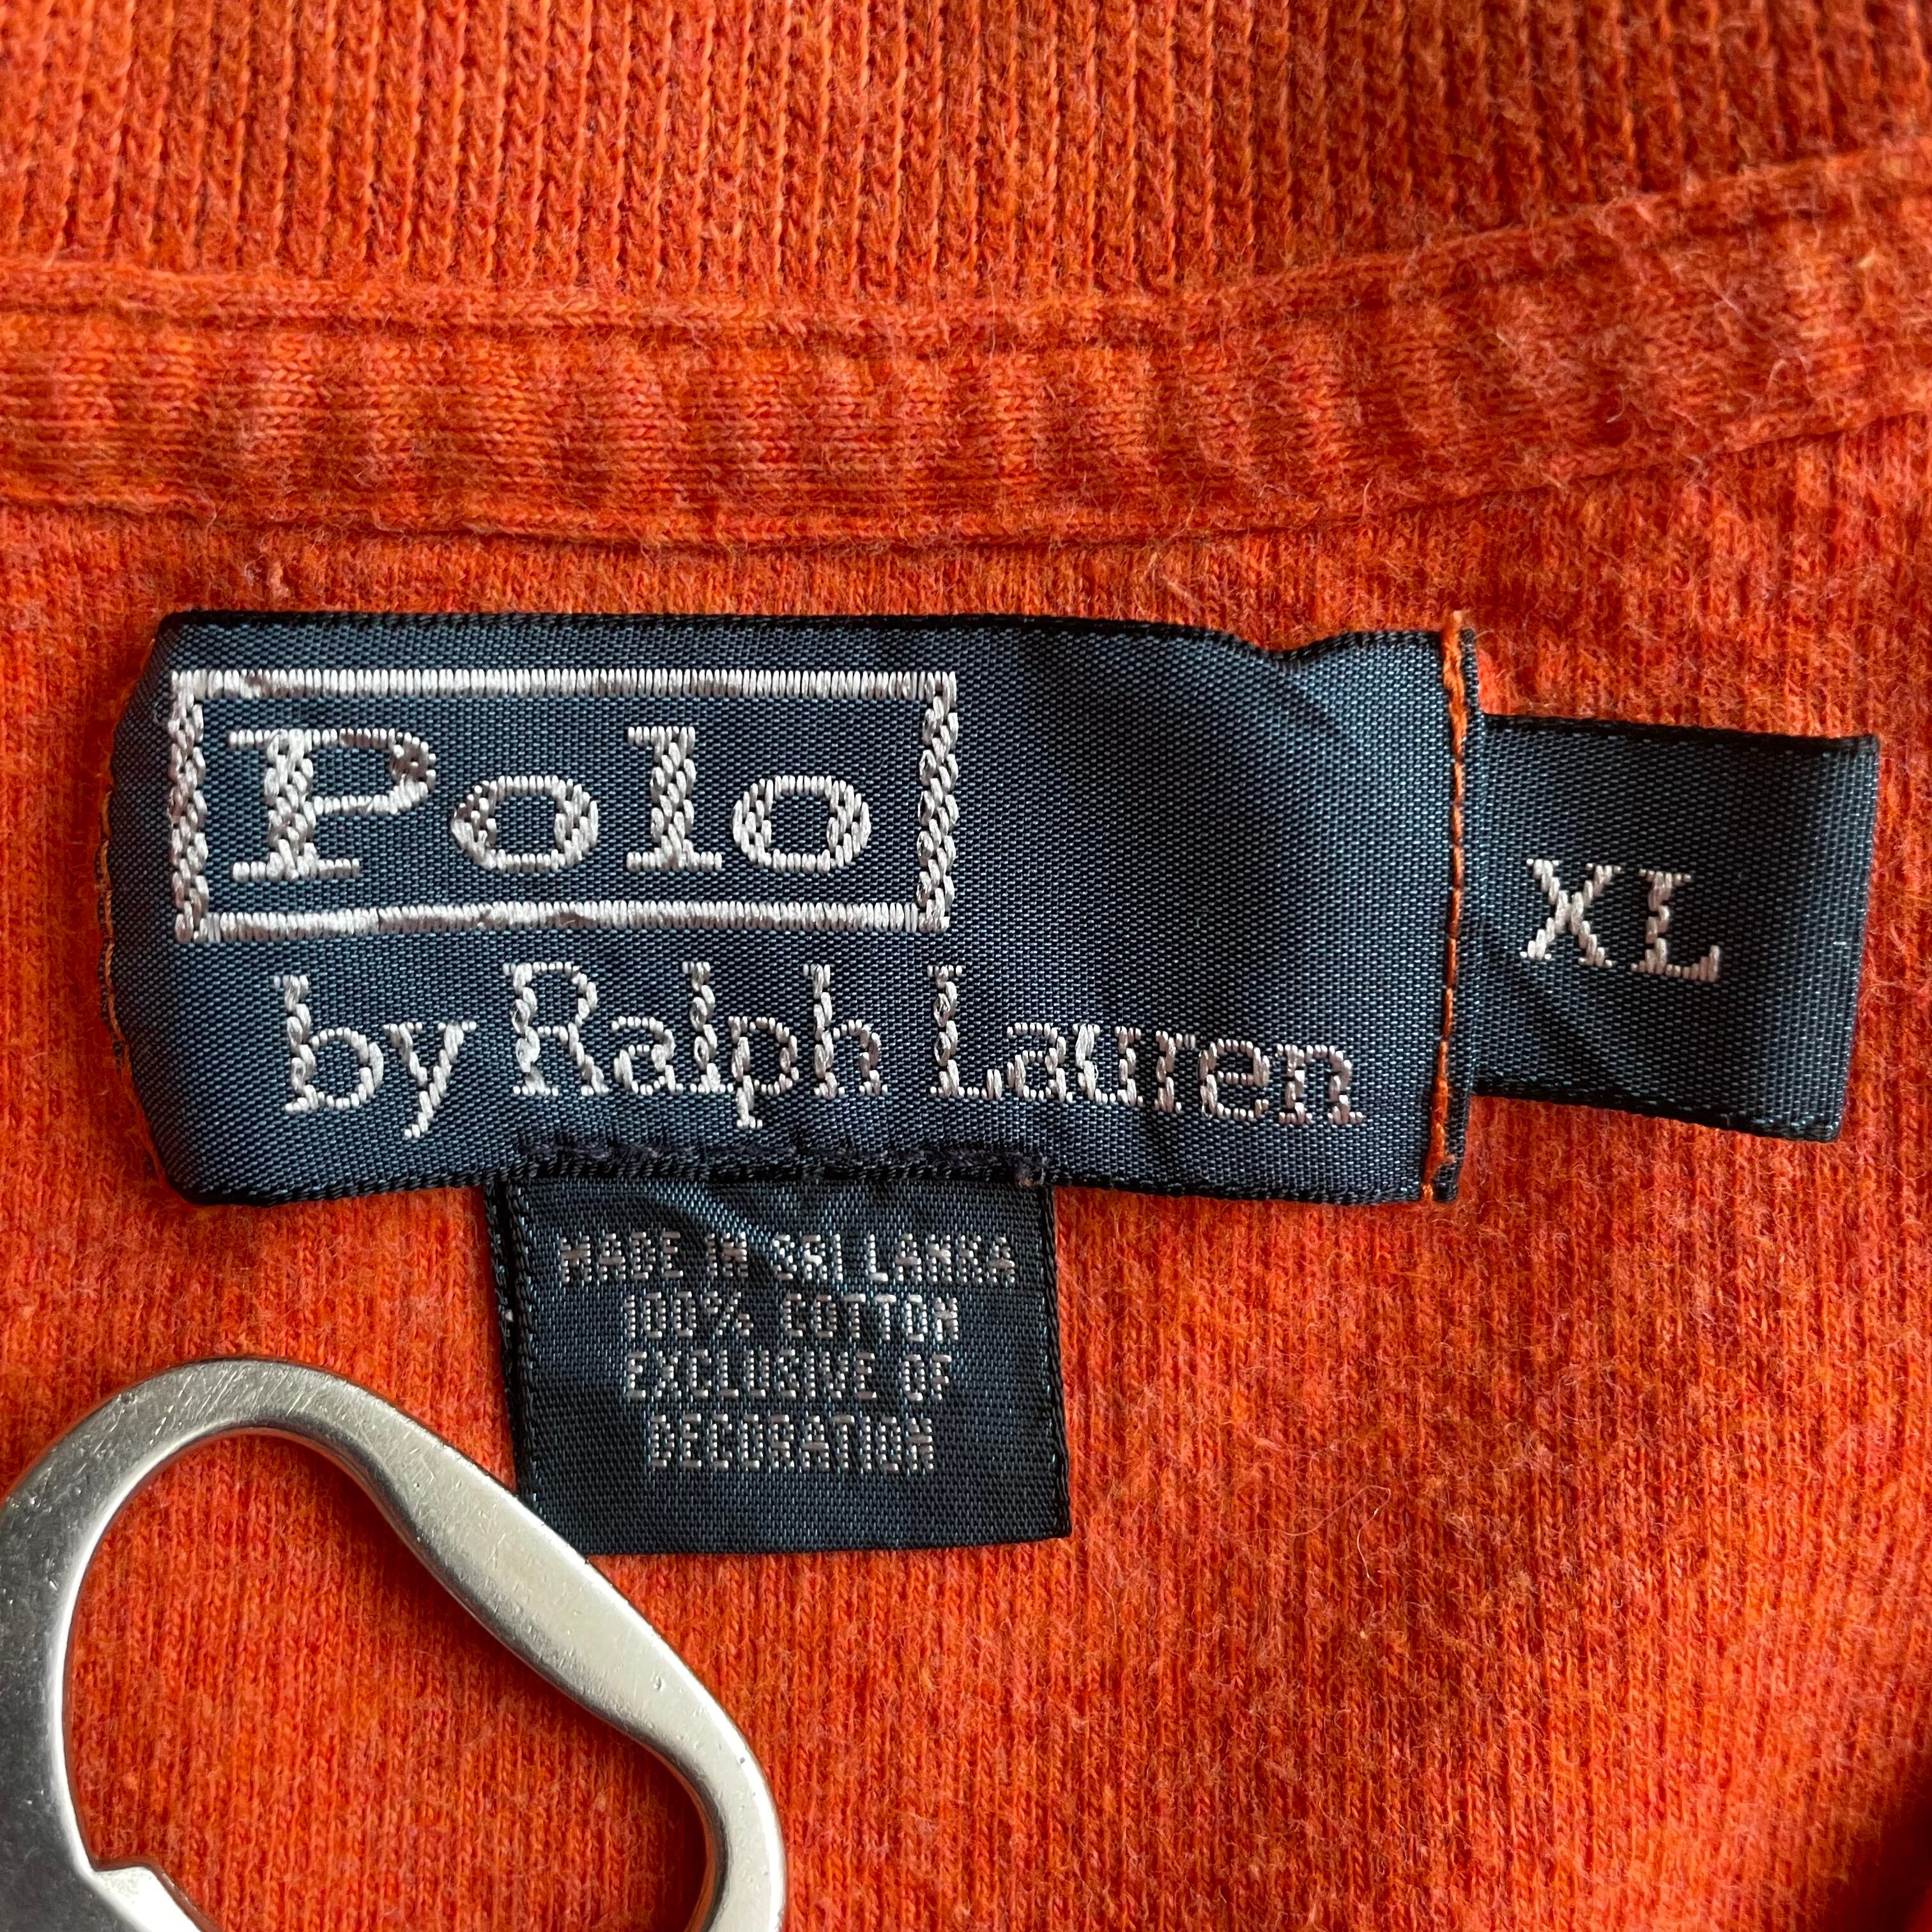 Polo
by Ralph Lauren
XL
MADE IN SRI LANKA
100% COTTON
EXCLUSIVE OF
DECORATION